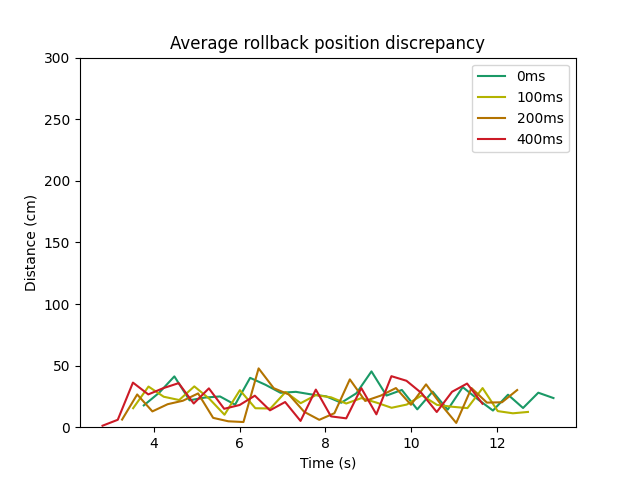 Average rollback position discrepancy
0ms
100ms
200ms
400ms
300
250
200
150
100
50
0
Distance (cm)
4
6
8
10
12
Time (s)